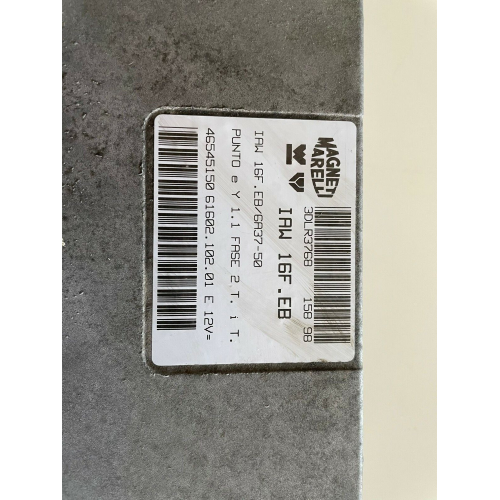 MAGNETI
MARELLI
3DLR3768 158 98
IAW 16F.EB
IAW 16F.EB/6A37-50
PUNTO e Y 1.1 FASE 2 T. i T.
46545150 61602.102.01 E 12V=